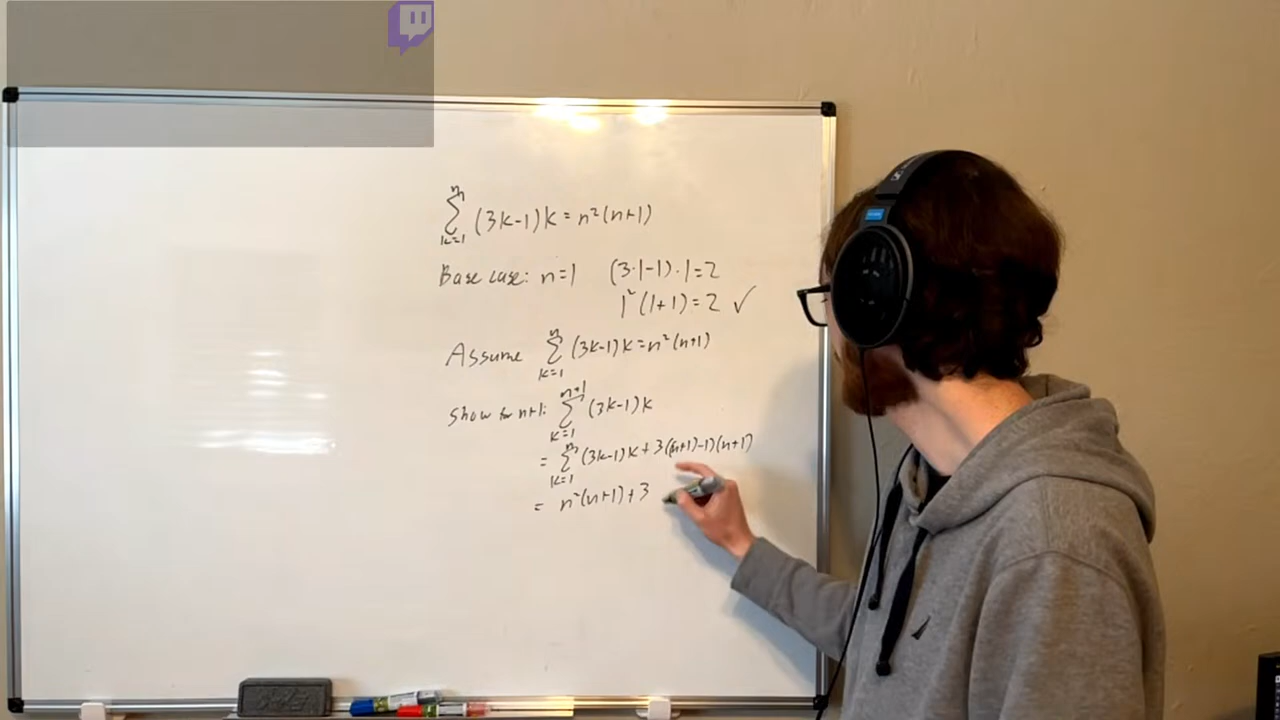 n
∑ (3k-1)k = n²(n+1)
k=1
Base case: n=1 (3·1-1)·1=2
1²(1+1)=2 ✓
n
Assume ∑ (3k-1)k=n²(n+1)
k=1
n+1
Show for n+1: ∑ (3k-1)k
k=1
n
= ∑ (3k-1)k + 3((n+1)-1)(n+1)
k=1
= n²(n+1)+3